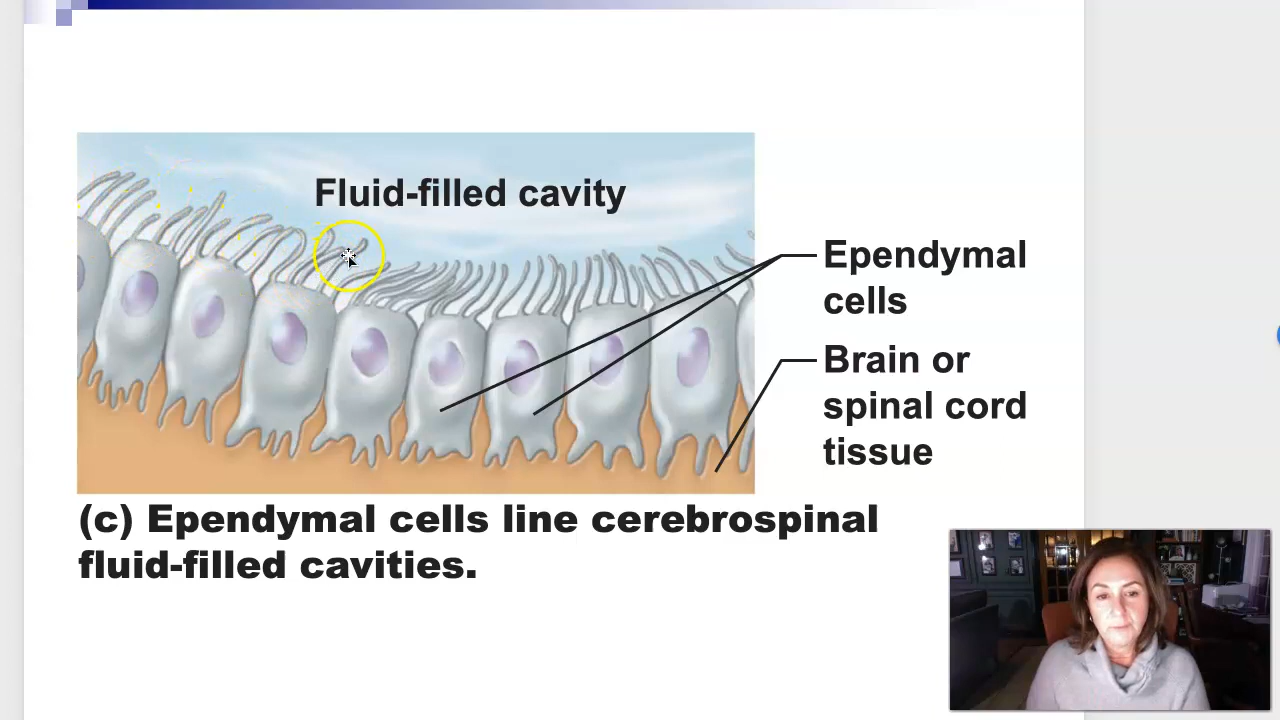 Fluid-filled cavity
Ependymal
cells
Brain or
spinal cord
tissue
(c) Ependymal cells line cerebrospinal
fluid-filled cavities.